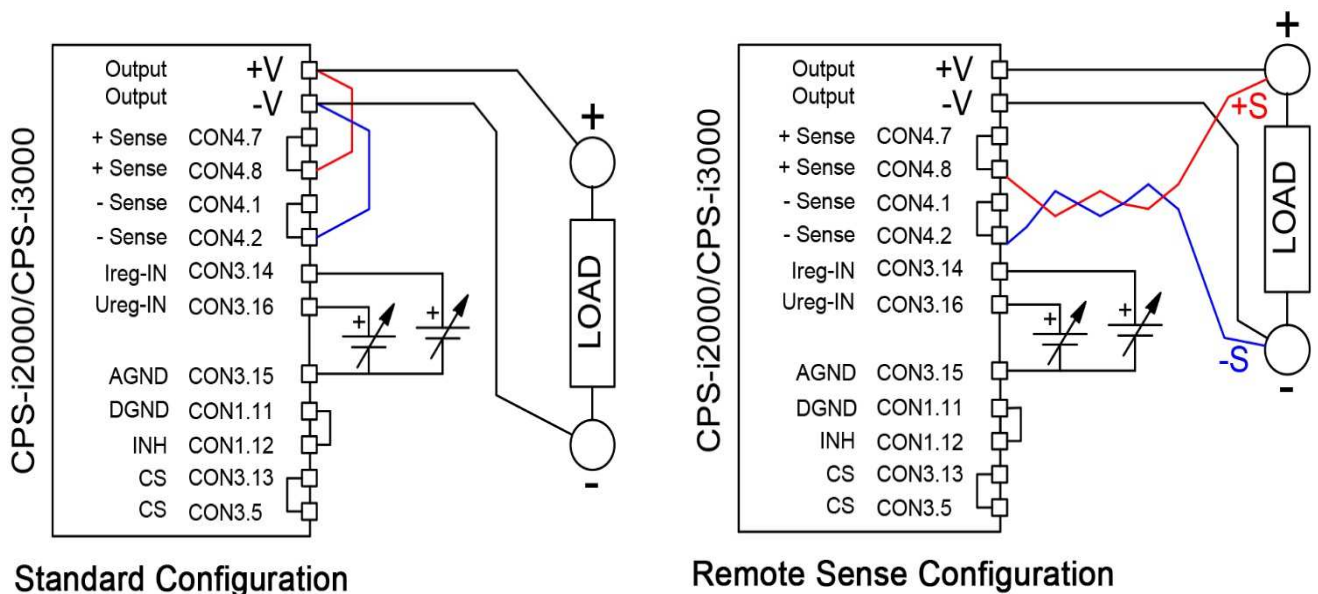 CPS-i2000/CPS-i3000
Output +V
Output -V
+ Sense CON4.7
+ Sense CON4.8
- Sense CON4.1
- Sense CON4.2
Ireg-IN CON3.14
Ureg-IN CON3.16
AGND CON3.15
DGND CON1.11
INH CON1.12
CS CON3.13
CS CON3.5
+
+
+
LOAD
-
Standard Configuration
CPS-i2000/CPS-i3000
Output +V
Output -V
+ Sense CON4.7
+ Sense CON4.8
- Sense CON4.1
- Sense CON4.2
Ireg-IN CON3.14
Ureg-IN CON3.16
AGND CON3.15
DGND CON1.11
INH CON1.12
CS CON3.13
CS CON3.5
+
+S
+
+
LOAD
-S
-
Remote Sense Configuration